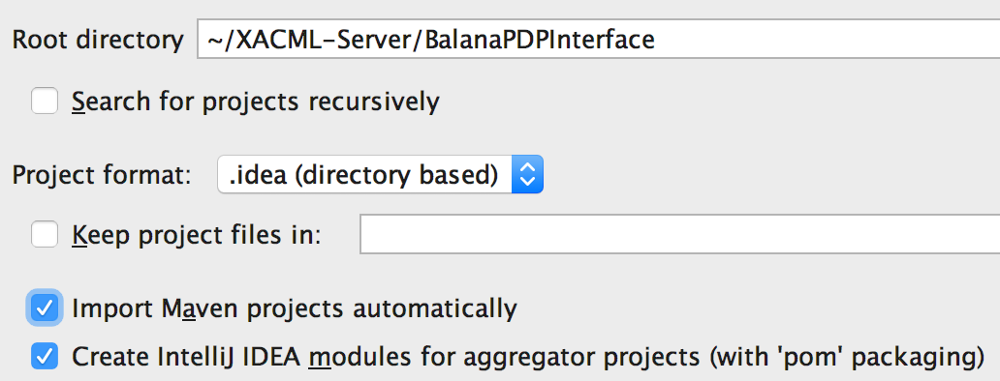 Root directory ~/XACML-Server/BalanaPDPInterface
Search for projects recursively
Project format: .idea (directory based)
Keep project files in:
Import Maven projects automatically
Create IntelliJ IDEA modules for aggregator projects (with 'pom' packaging)